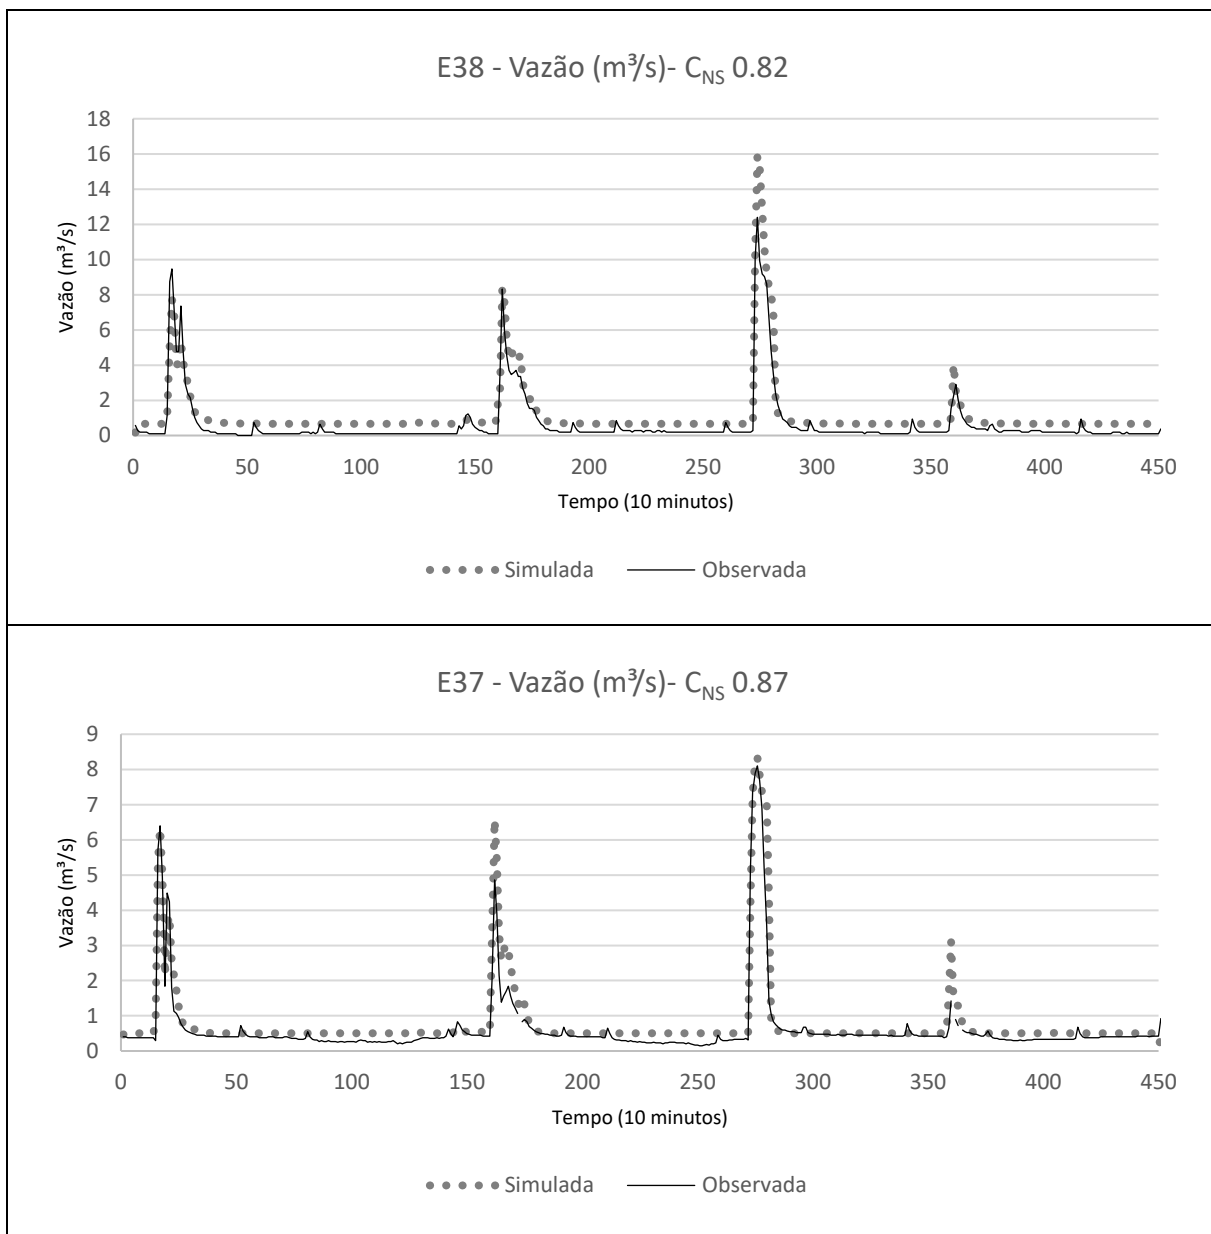 E38 - Vazão (m³/s)- C_NS 0.82
18
16
14
12
10
8
6
4
2
0
Vazão (m³/s)
0 50 100 150 200 250 300 350 400 450
Tempo (10 minutos)
Simulada Observada
E37 - Vazão (m³/s)- C_NS 0.87
9
8
7
6
5
4
3
2
1
0
Vazão (m³/s)
0 50 100 150 200 250 300 350 400 450
Tempo (10 minutos)
Simulada Observada